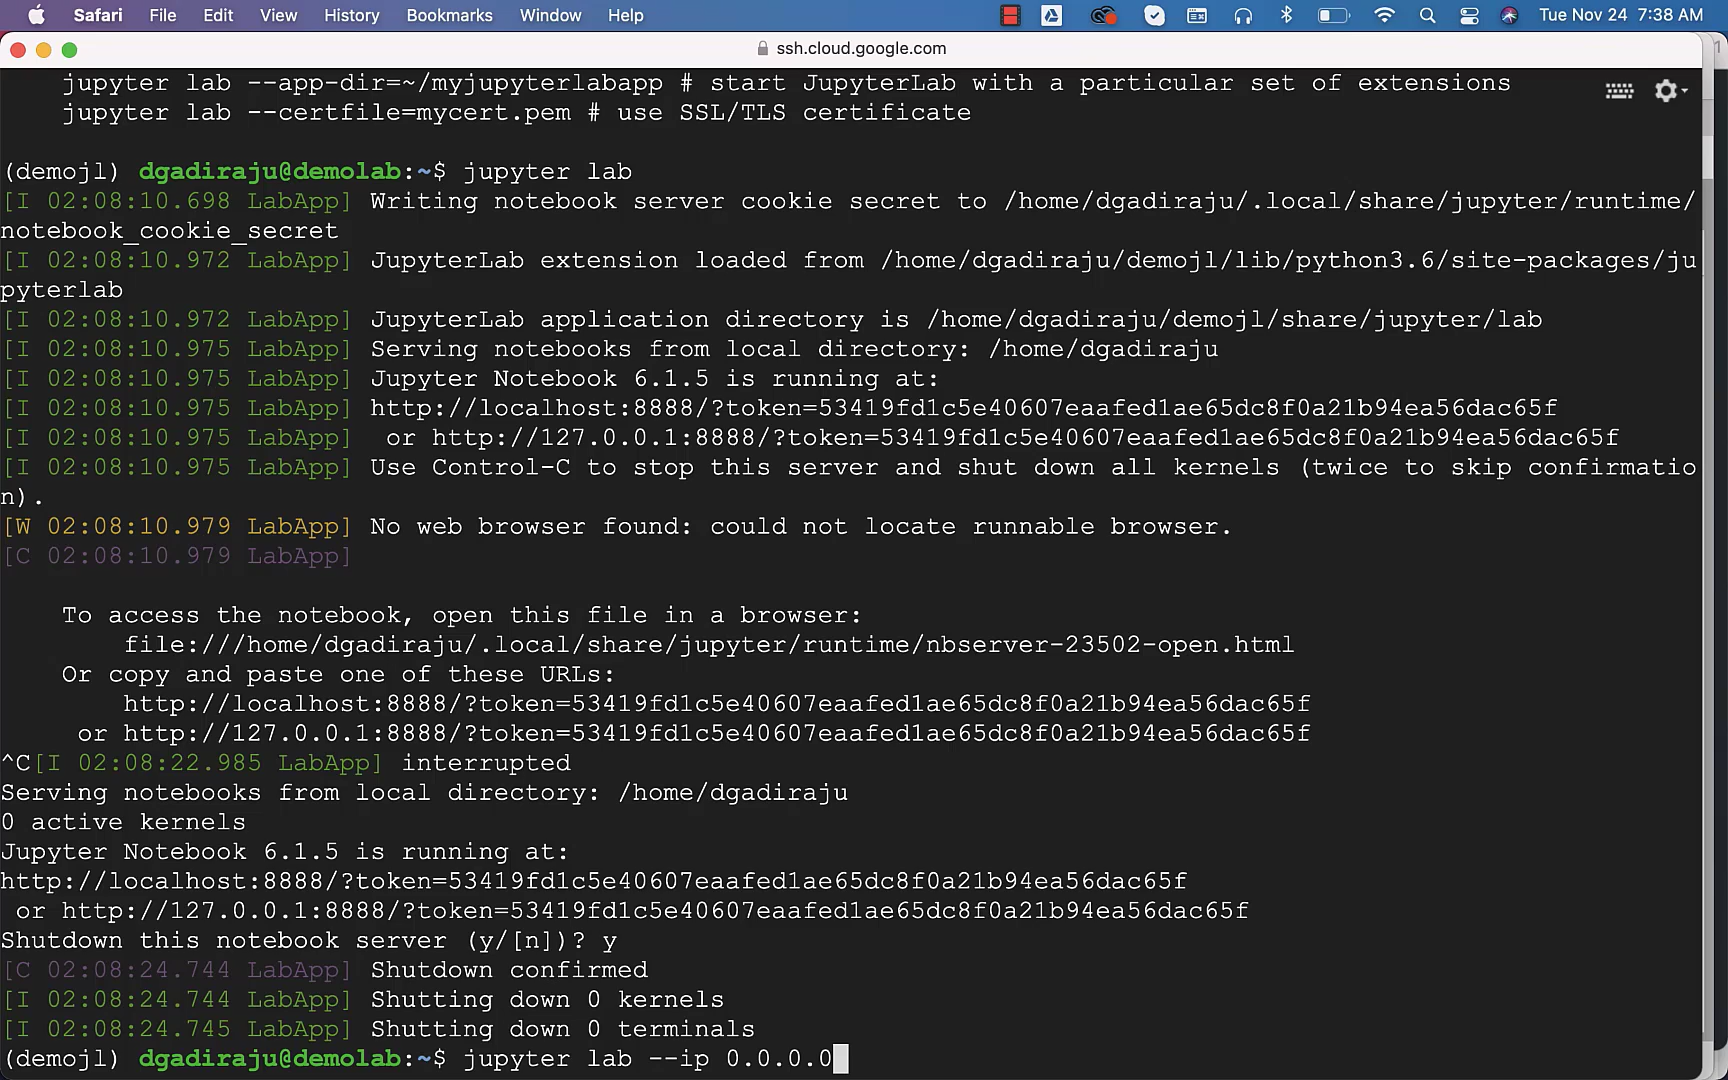 Safari File Edit View History Bookmarks Window Help Tue Nov 24 7:38 AM
ssh.cloud.google.com
jupyter lab --app-dir=~/myjupyterlabapp # start JupyterLab with a particular set of extensions
jupyter lab --certfile=mycert.pem # use SSL/TLS certificate
(demojl) dgadiraju@demolab:~$ jupyter lab
[I 02:08:10.698 LabApp] Writing notebook server cookie secret to /home/dgadiraju/.local/share/jupyter/runtime/
notebook_cookie_secret
[I 02:08:10.972 LabApp] JupyterLab extension loaded from /home/dgadiraju/demojl/lib/python3.6/site-packages/ju
pyterlab
[I 02:08:10.972 LabApp] JupyterLab application directory is /home/dgadiraju/demojl/share/jupyter/lab
[I 02:08:10.975 LabApp] Serving notebooks from local directory: /home/dgadiraju
[I 02:08:10.975 LabApp] Jupyter Notebook 6.1.5 is running at:
[I 02:08:10.975 LabApp] http://localhost:8888/?token=53419fd1c5e40607eaafed1ae65dc8f0a21b94ea56dac65f
[I 02:08:10.975 LabApp]  or http://127.0.0.1:8888/?token=53419fd1c5e40607eaafed1ae65dc8f0a21b94ea56dac65f
[I 02:08:10.975 LabApp] Use Control-C to stop this server and shut down all kernels (twice to skip confirmatio
n).
[W 02:08:10.979 LabApp] No web browser found: could not locate runnable browser.
[C 02:08:10.979 LabApp]
To access the notebook, open this file in a browser:
file:///home/dgadiraju/.local/share/jupyter/runtime/nbserver-23502-open.html
Or copy and paste one of these URLs:
http://localhost:8888/?token=53419fd1c5e40607eaafed1ae65dc8f0a21b94ea56dac65f
or http://127.0.0.1:8888/?token=53419fd1c5e40607eaafed1ae65dc8f0a21b94ea56dac65f
^C[I 02:08:22.985 LabApp] interrupted
Serving notebooks from local directory: /home/dgadiraju
0 active kernels
Jupyter Notebook 6.1.5 is running at:
http://localhost:8888/?token=53419fd1c5e40607eaafed1ae65dc8f0a21b94ea56dac65f
or http://127.0.0.1:8888/?token=53419fd1c5e40607eaafed1ae65dc8f0a21b94ea56dac65f
Shutdown this notebook server (y/[n])? y
[C 02:08:24.744 LabApp] Shutdown confirmed
[I 02:08:24.744 LabApp] Shutting down 0 kernels
[I 02:08:24.745 LabApp] Shutting down 0 terminals
(demojl) dgadiraju@demolab:~$ jupyter lab --ip 0.0.0.0